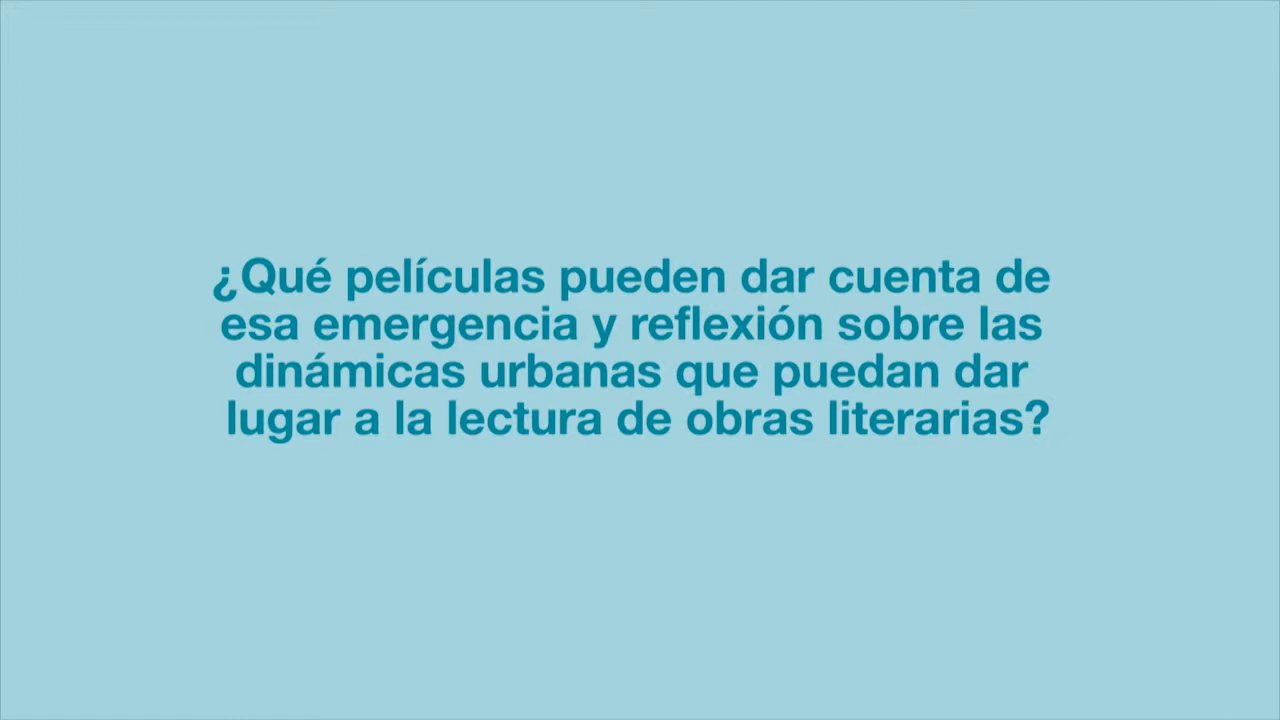 ¿Qué películas pueden dar cuenta de
esa emergencia y reflexión sobre las
dinámicas urbanas que puedan dar
lugar a la lectura de obras literarias?